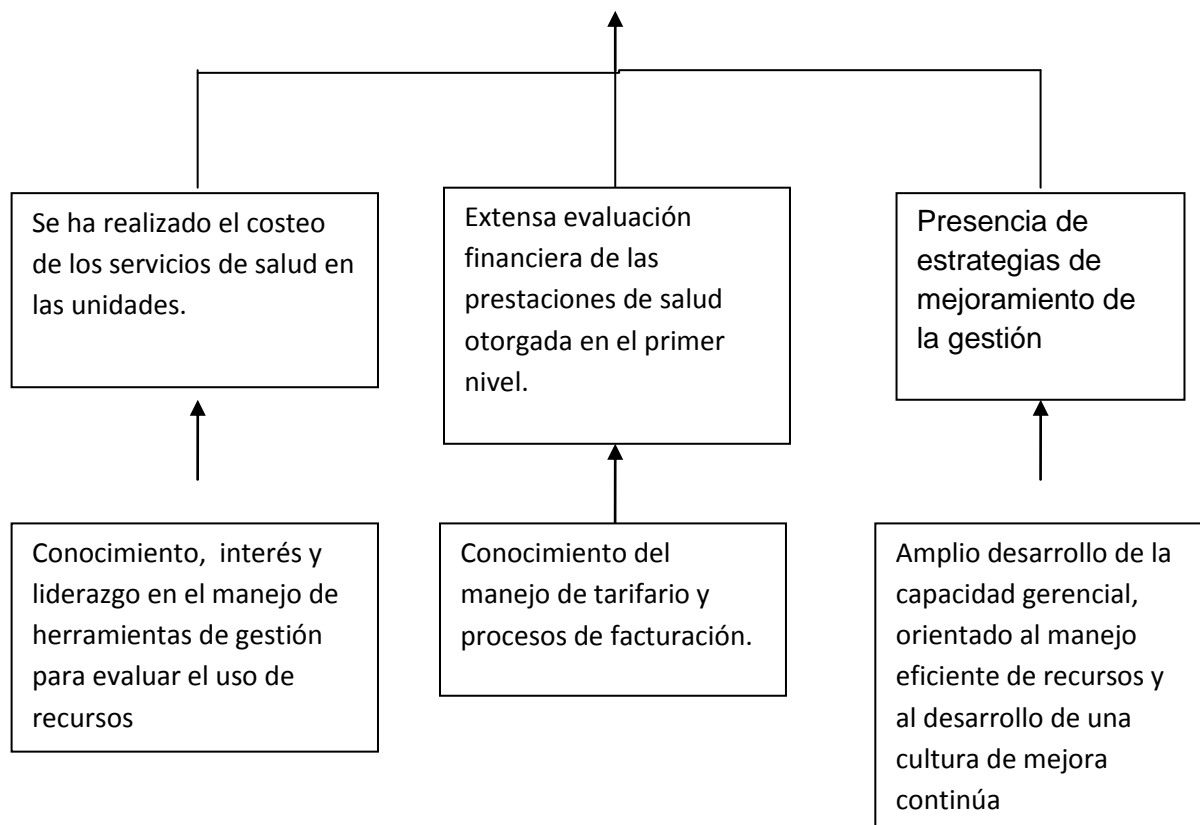 Se ha realizado el costeo
de los servicios de salud en
las unidades.
Extensa evaluación
financiera de las
prestaciones de salud
otorgada en el primer
nivel.
Presencia de
estrategias de
mejoramiento de
la gestión
Conocimiento, interés y
liderazgo en el manejo de
herramientas de gestión
para evaluar el uso de
recursos
Conocimiento del
manejo de tarifario y
procesos de facturación.
Amplio desarrollo de la
capacidad gerencial,
orientado al manejo
eficiente de recursos y
al desarrollo de una
cultura de mejora
continúa